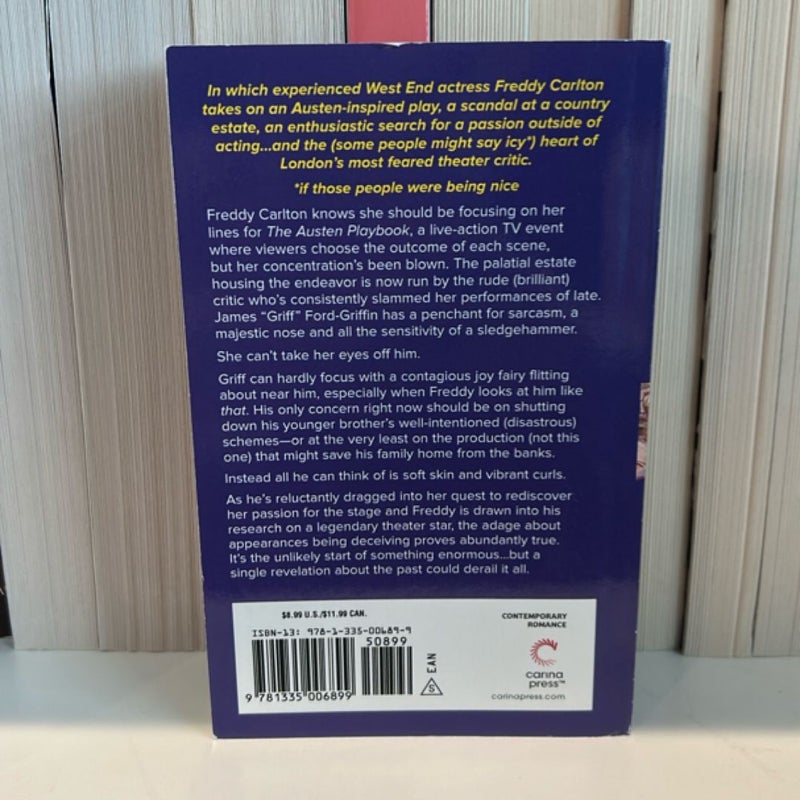 In which experienced West End actress Freddy Carlton
takes on an Austen-inspired play, a scandal at a country
estate, an enthusiastic search for a passion outside of
acting...and the (some people might say icy*) heart of
London's most feared theater critic.
*if those people were being nice
Freddy Carlton knows she should be focusing on her
lines for The Austen Playbook, a live-action TV event
where viewers choose the outcome of each scene,
but her concentration's been blown. The palatial estate
housing the endeavor is now run by the rude (brilliant)
critic who's consistently slammed her performances of late.
James "Griff" Ford-Griffin has a penchant for sarcasm, a
majestic nose and all the sensitivity of a sledgehammer.
She can't take her eyes off him.
Griff can hardly focus with a contagious joy fairy flitting
about near him, especially when Freddy looks at him like
that. His only concern right now should be on shutting
down his younger brother's well-intentioned (disastrous)
schemes—or at the very least on the production (not this
one) that might save his family home from the banks.
Instead all he can think of is soft skin and vibrant curls.
As he's reluctantly dragged into her quest to rediscover
her passion for the stage and Freddy is drawn into his
research on a legendary theater star, the adage about
appearances being deceiving proves abundantly true.
It's the unlikely start of something enormous...but a
single revelation about the past could derail it all.
$8.99 U.S./$11.99 CAN.
ISBN-13: 978-1-335-00689-9
50899
9 781335 006899
EAN
S
CONTEMPORARY
ROMANCE
carina
press™
carinapress.com